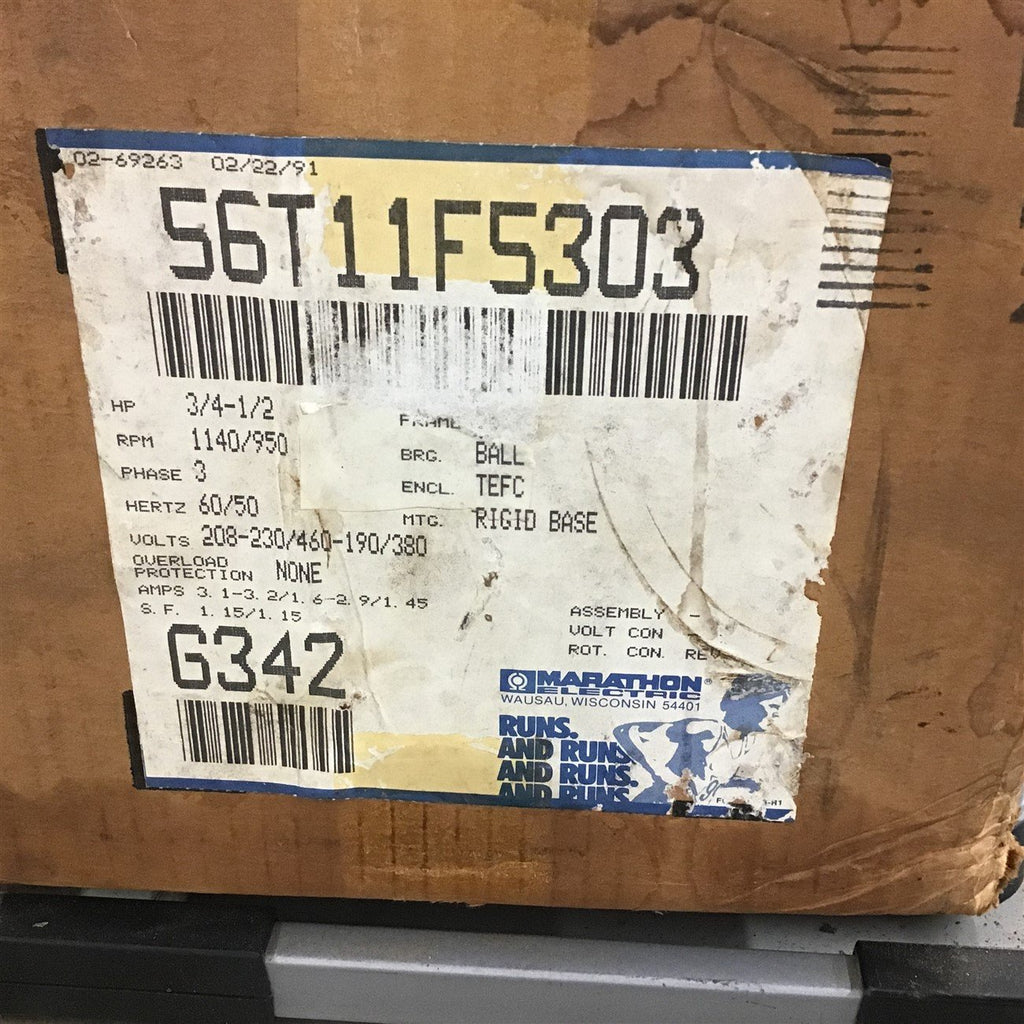 02-69263 02/22/91
56T11F5303
HP 3/4-1/2
RPM 1140/950
PHASE 3
HERTZ 60/50
VOLTS 208-230/460-190/380
OVERLOAD
PROTECTION NONE
AMPS 3.1-3.2/1.6-2.9/1.45
S.F. 1.15/1.15
FRAME
BRG. BALL
ENCL. TEFC
MTG. RIGID BASE
G342
ASSEMBLY -
VOLT CON
ROT. CON. REV
MARATHON®
ELECTRIC
WAUSAU, WISCONSIN 54401
RUNS.
AND RUNS
AND RUNS.
AND RUNS